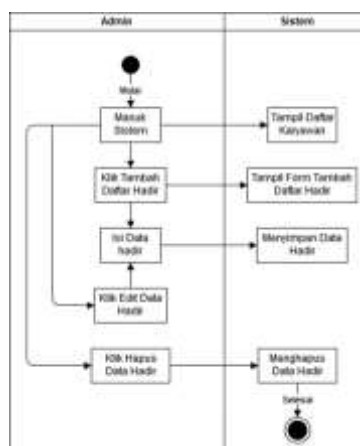 Admin
Sistem
Mulai
Masuk
Sistem
Tampil Daftar
Karyawan
Klik Tambah
Daftar Hadir
Tampil Form Tambah
Daftar Hadir
Isi Data
hadir
Menyimpan Data
Hadir
Klik Edit Data
Hadir
Klik Hapus
Data Hadir
Manghapus
Data Hadir
Selesai